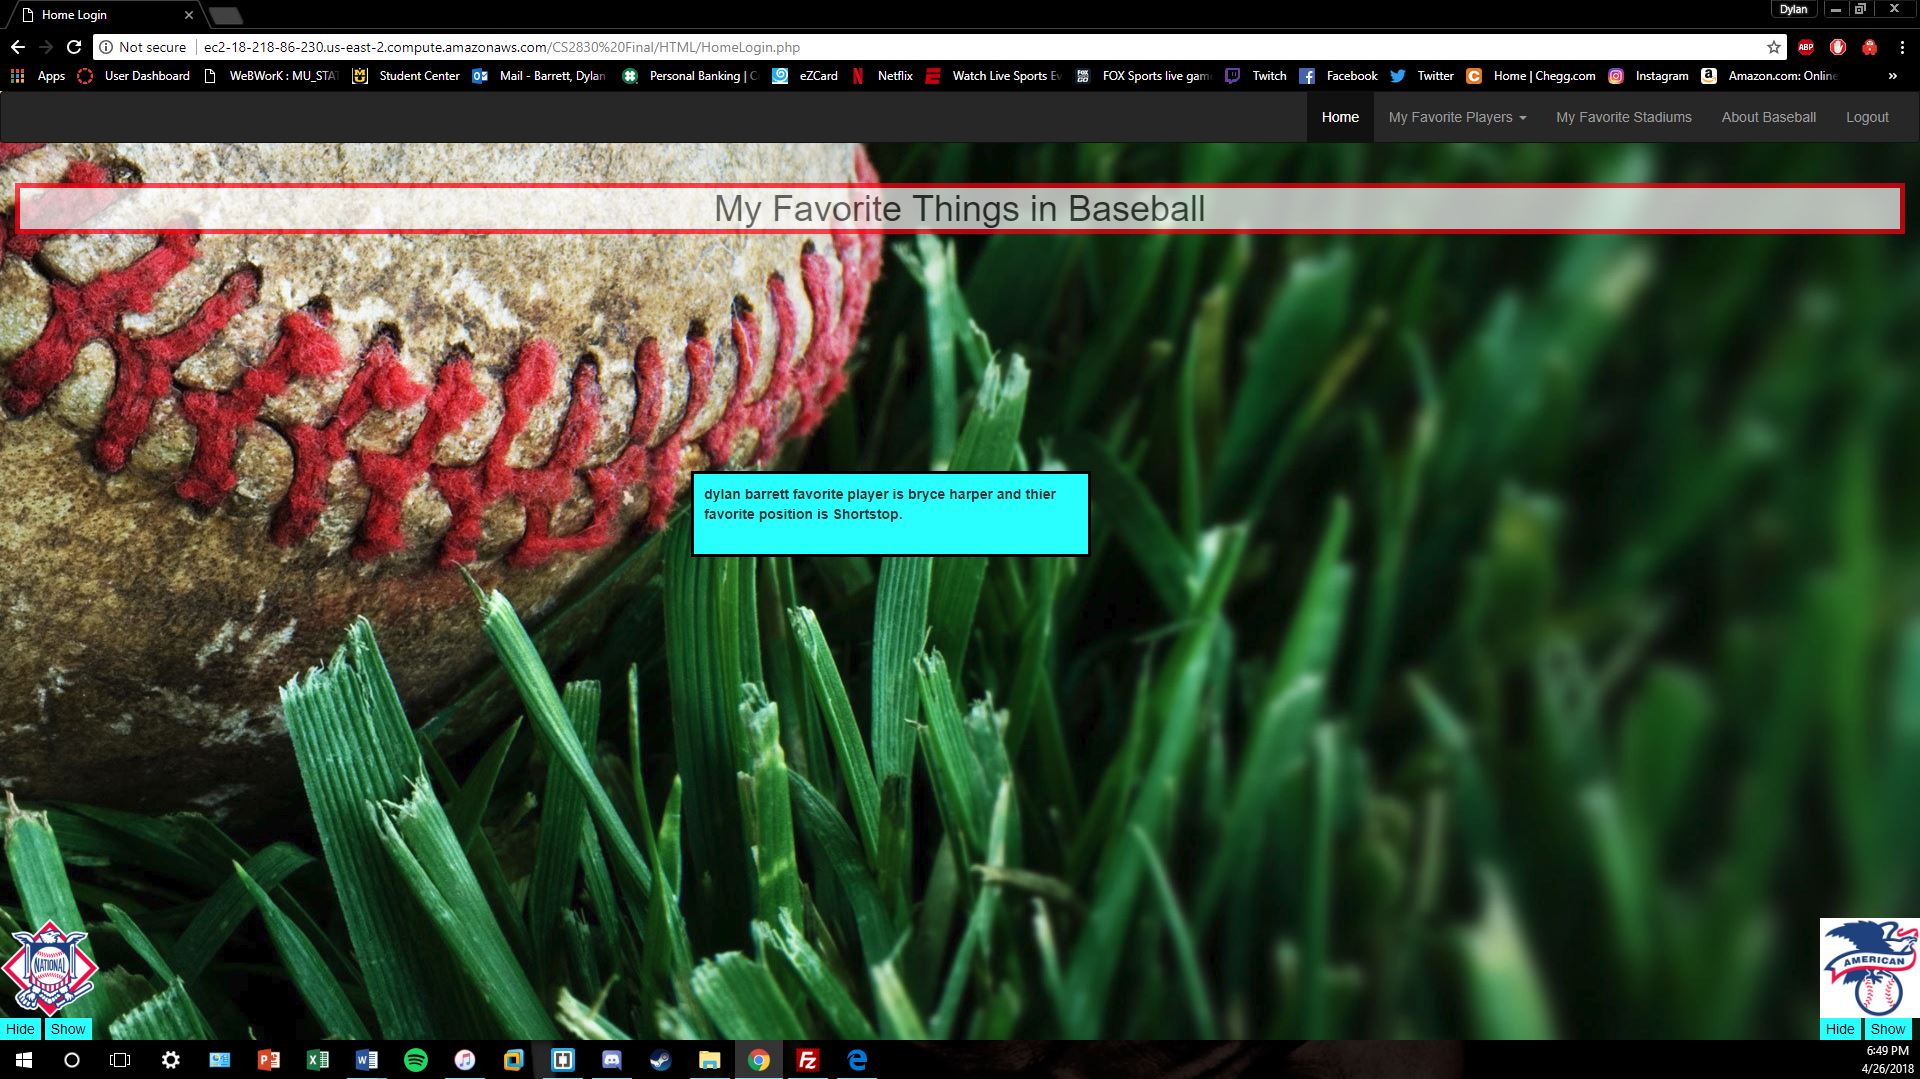 Home Login
Dylan
Not secure
ec2-18-218-86-230.us-east-2.compute.amazonaws.com/CS2830%20Final/HTML/HomeLogin.php
ABP
Apps
User Dashboard
WeBWorK : MU_STAT
Student Center
Mail - Barrett, Dylan
Personal Banking | C
eZCard
Netflix
Watch Live Sports Ev
FOX Sports live game
Twitch
Facebook
Twitter
Home | Chegg.com
Instagram
Amazon.com: Online
»
Home
My Favorite Players
My Favorite Stadiums
About Baseball
Logout
My Favorite Things in Baseball
dylan barrett favorite player is bryce harper and thier
favorite position is Shortstop.
NATIONAL
AMERICAN
Hide
Show
Hide
Show
6:49 PM
4/26/2018